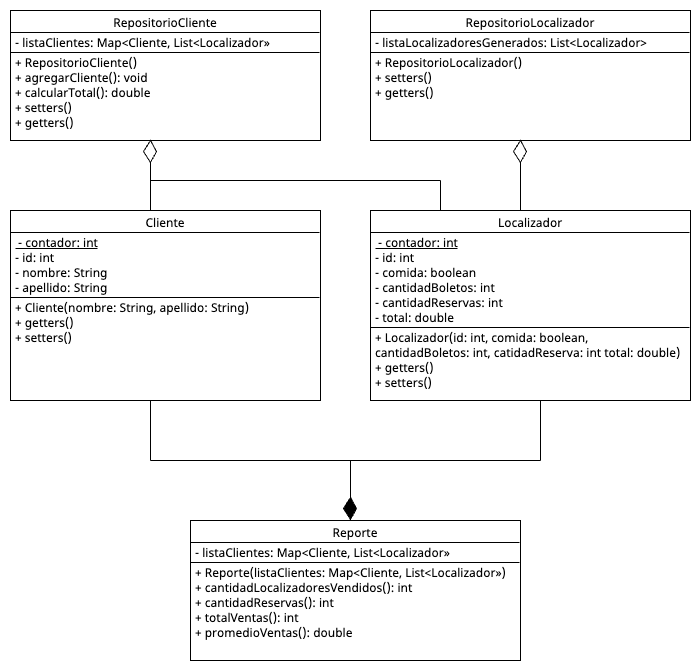 RepositorioCliente
- listaClientes: Map<Cliente, List<Localizador»
+ RepositorioCliente()
+ agregarCliente(): void
+ calcularTotal(): double
+ setters()
+ getters()
RepositorioLocalizador
- listaLocalizadoresGenerados: List<Localizador>
+ RepositorioLocalizador()
+ setters()
+ getters()
Cliente
- contador: int
- id: int
- nombre: String
- apellido: String
+ Cliente(nombre: String, apellido: String)
+ getters()
+ setters()
Localizador
- contador: int
- id: int
- comida: boolean
- cantidadBoletos: int
- cantidadReservas: int
- total: double
+ Localizador(id: int, comida: boolean,
cantidadBoletos: int, catidadReserva: int total: double)
+ getters()
+ setters()
Reporte
- listaClientes: Map<Cliente, List<Localizador»
+ Reporte(listaClientes: Map<Cliente, List<Localizador»)
+ cantidadLocalizadoresVendidos(): int
+ cantidadReservas(): int
+ totalVentas(): int
+ promedioVentas(): double